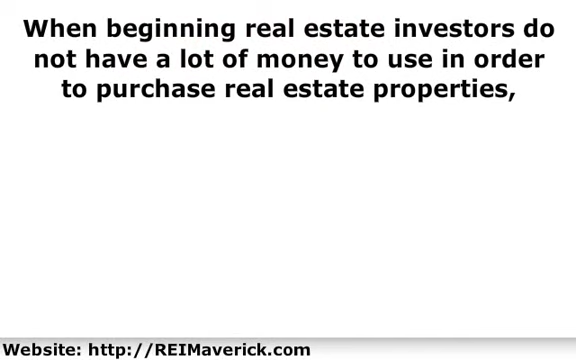 When beginning real estate investors do
not have a lot of money to use in order
to purchase real estate properties,
Website: http://REIMaverick.com